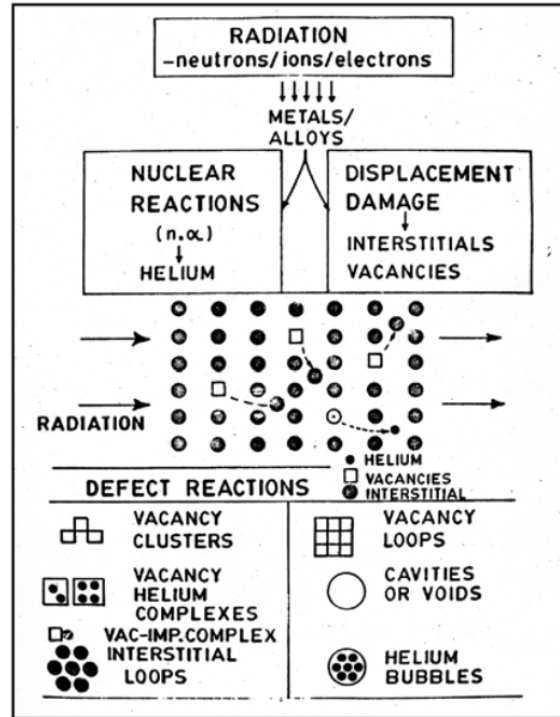 RADIATION
-neutrons/ions/electrons
METALS/
ALLOYS
NUCLEAR
REACTIONS
(n,α)
HELIUM
DISPLACEMENT
DAMAGE
INTERSTITIALS
VACANCIES
RADIATION
HELIUM
VACANCIES
INTERSTITIAL
DEFECT REACTIONS
VACANCY
CLUSTERS
VACANCY
HELIUM
COMPLEXES
VAC-IMP.COMPLEX
INTERSTITIAL
LOOPS
VACANCY
LOOPS
CAVITIES
OR VOIDS
HELIUM
BUBBLES